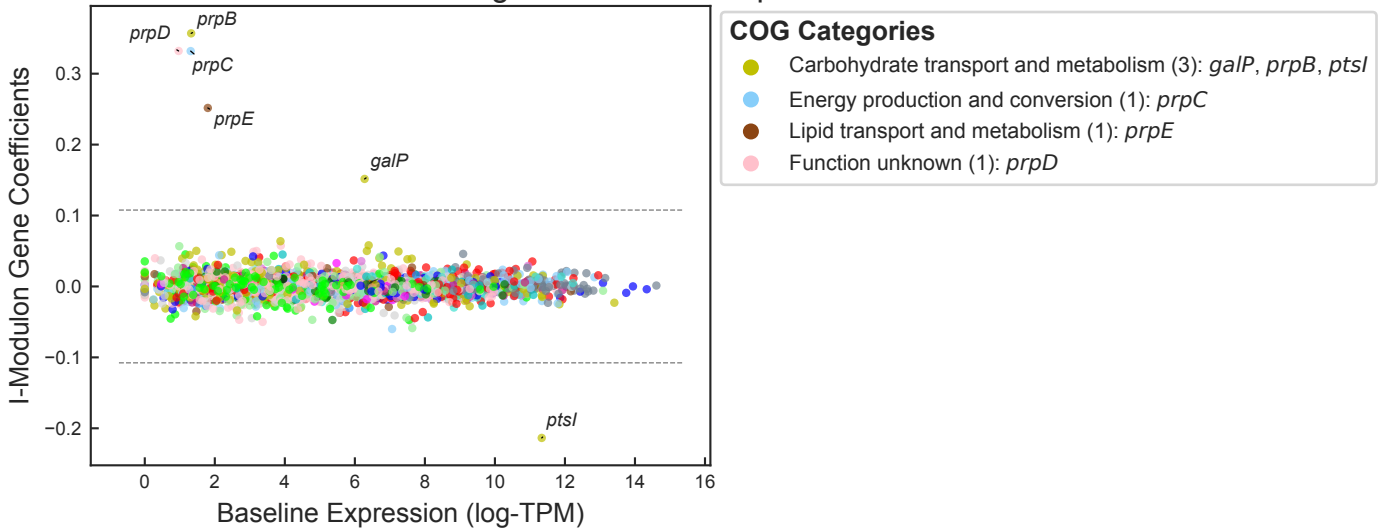 prpD
prpB
prpC
prpE
galP
ptsI
0.3
0.2
0.1
0.0
−0.1
−0.2
0 2 4 6 8 10 12 14 16
I-Modulon Gene Coefficients
Baseline Expression (log-TPM)
COG Categories
Carbohydrate transport and metabolism (3): galP, prpB, ptsI
Energy production and conversion (1): prpC
Lipid transport and metabolism (1): prpE
Function unknown (1): prpD